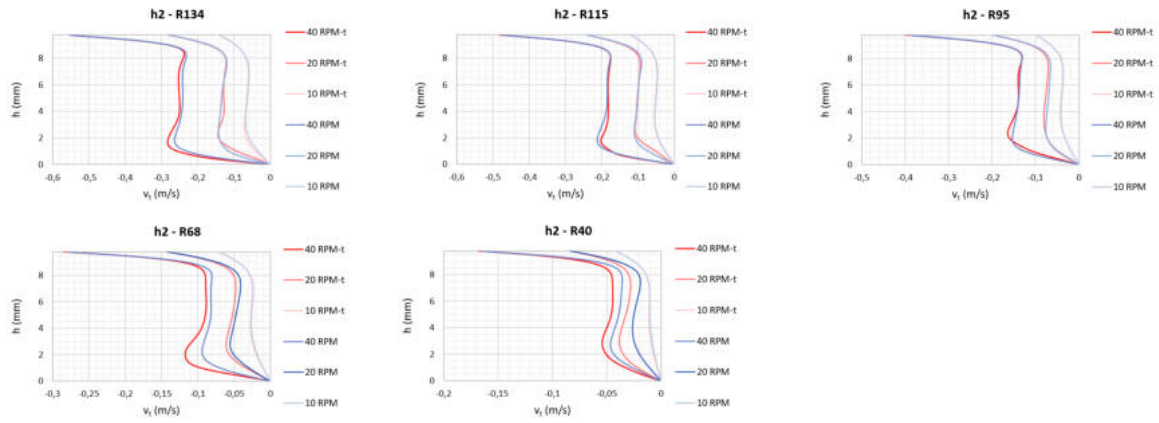 h2 - R134
h (mm)
8
6
4
2
0
-0,6 -0,5 -0,4 -0,3 -0,2 -0,1 0
vt (m/s)
40 RPM-t
20 RPM-t
10 RPM-t
40 RPM
20 RPM
10 RPM
h2 - R115
h (mm)
8
6
4
2
0
-0,6 -0,5 -0,4 -0,3 -0,2 -0,1 0
vt (m/s)
40 RPM-t
20 RPM-t
10 RPM-t
40 RPM
20 RPM
10 RPM
h2 - R95
h (mm)
8
6
4
2
0
-0,5 -0,4 -0,3 -0,2 -0,1 0
vt (m/s)
40 RPM-t
20 RPM-t
10 RPM-t
40 RPM
20 RPM
10 RPM
h2 - R68
h (mm)
8
6
4
2
0
-0,3 -0,25 -0,2 -0,15 -0,1 -0,05 0
vt (m/s)
40 RPM-t
20 RPM-t
10 RPM-t
40 RPM
20 RPM
10 RPM
h2 - R40
h (mm)
8
6
4
2
0
-0,2 -0,15 -0,1 -0,05 0
vt (m/s)
40 RPM-t
20 RPM-t
10 RPM-t
40 RPM
20 RPM
10 RPM